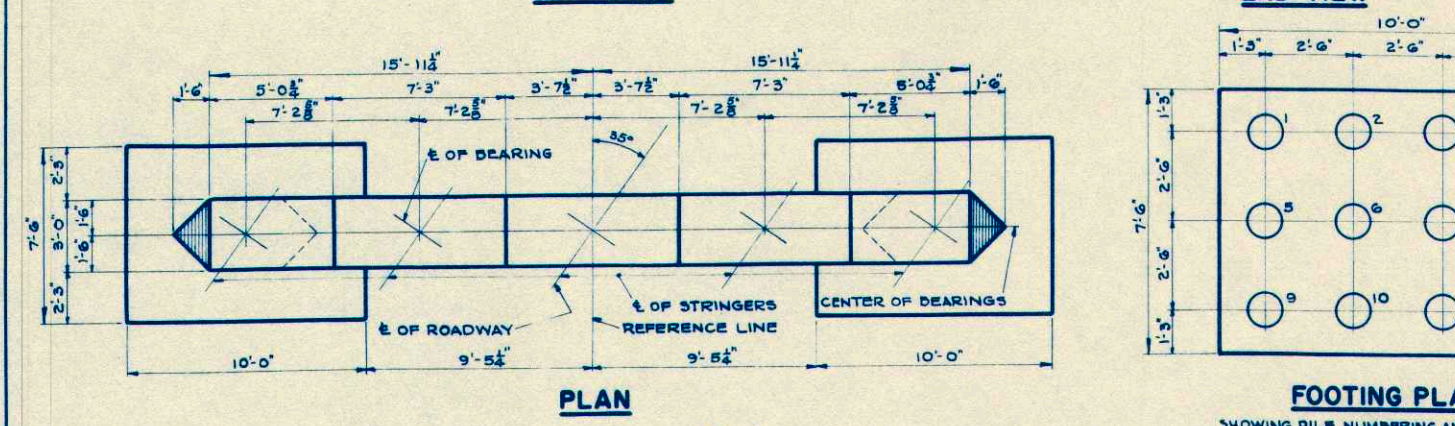 10'-0"
1'-3" 2'-6" 2'-6"
15'-11¼" 15'-11¼"
1'-6" 5'-0¾" 7'-3" 3'-7½" 3'-7½" 7'-3" 5'-0¾" 1'-6"
7'-2⅝" 7'-2⅝" 7'-2⅝" 7'-2⅝"
35°
℄ OF BEARING
7'-6"
2'-3"
3'-0"
1'-6"
1'-6"
2'-3"
℄ OF STRINGERS
CENTER OF BEARINGS
℄ OF ROADWAY
REFERENCE LINE
10'-0" 9'-5¼" 9'-5¼" 10'-0"
PLAN
7'-6"
1'-3"
2'-6"
2'-6"
1'-3"
1 2
5 6
9 10
FOOTING